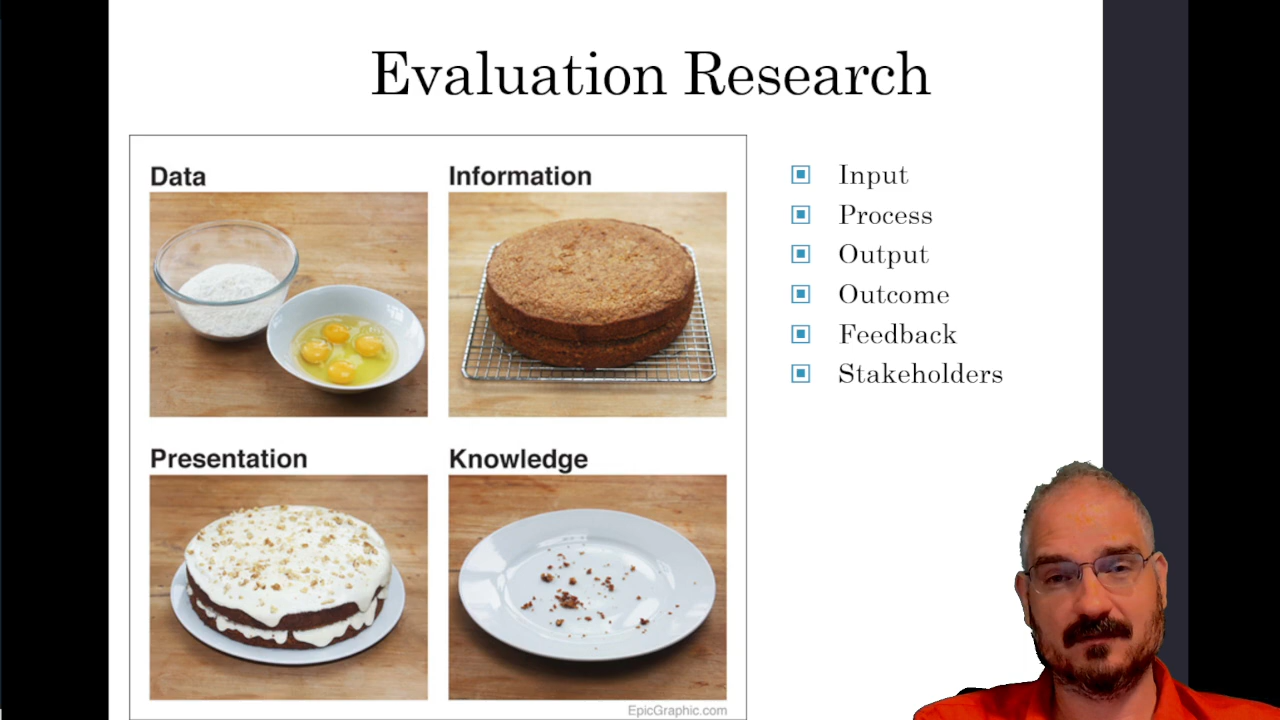 Evaluation Research
Data
Information
Presentation
Knowledge
EpicGraphic.com
Input
Process
Output
Outcome
Feedback
Stakeholders